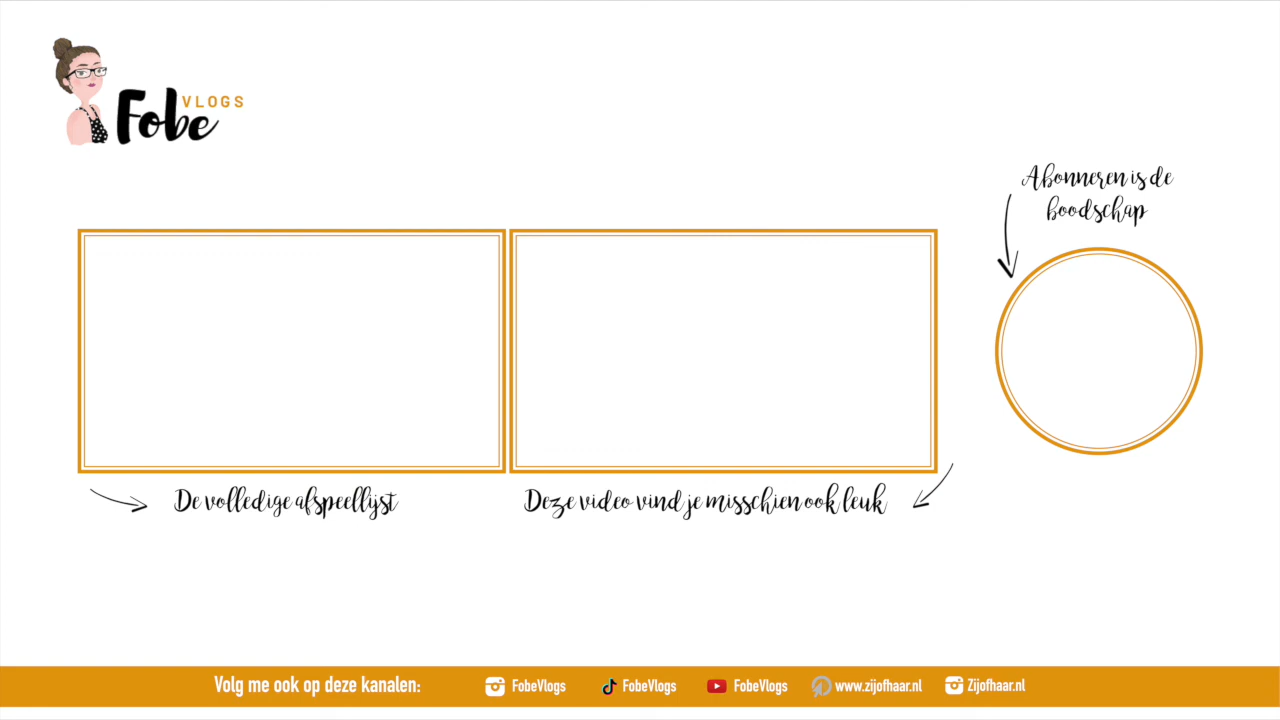 VLOGS
Fobe
Abonneren is de
boodschap
De volledige afspeellijst
Deze video vind je misschien ook leuk
Volg me ook op deze kanalen: FobeVlogs FobeVlogs FobeVlogs www.zijofhaar.nl Zijofhaar.nl